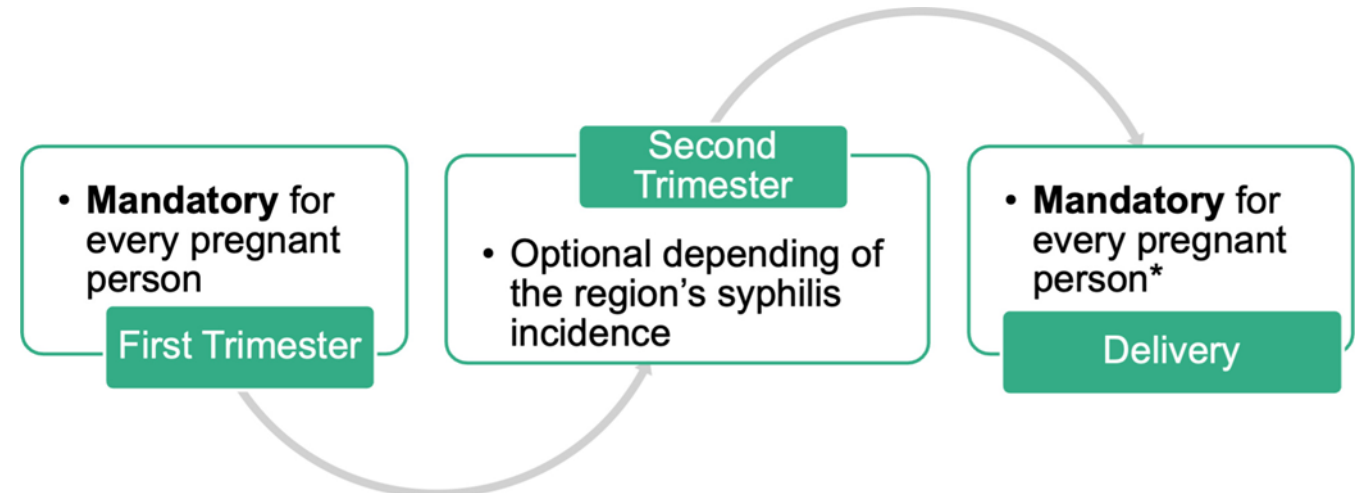 • Mandatory for
every pregnant
person
First Trimester
Second
Trimester
• Optional depending of
the region's syphilis
incidence
• Mandatory for
every pregnant
person*
Delivery